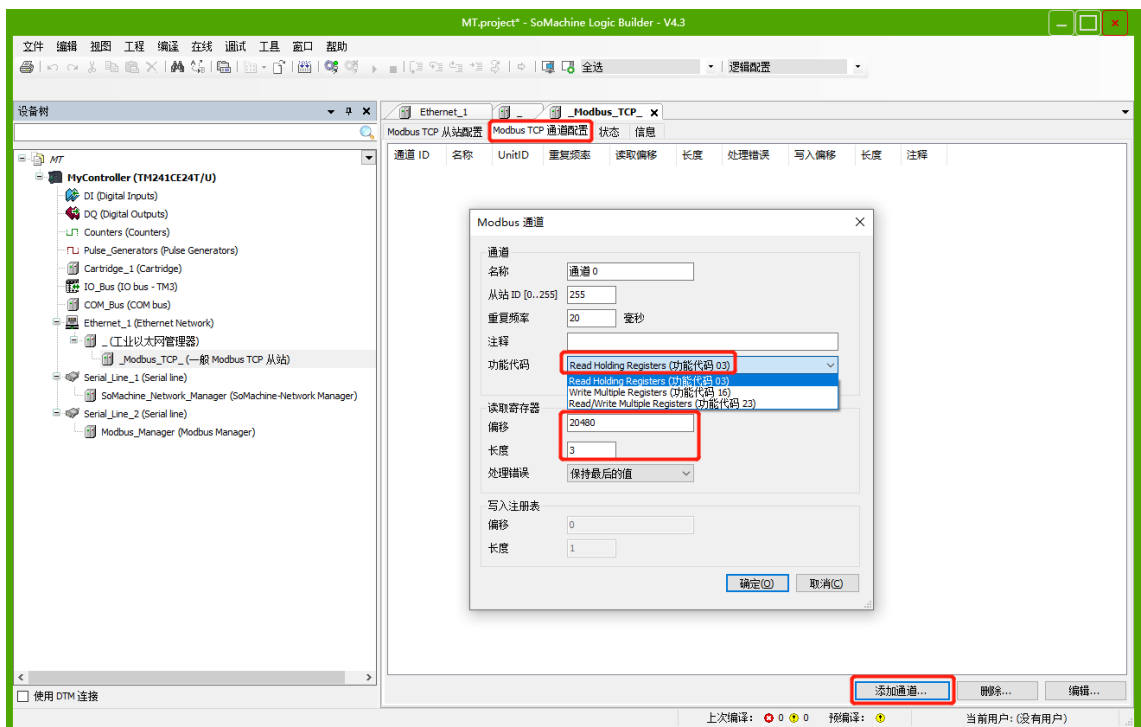 MT.project* - SoMachine Logic Builder - V4.3
文件 编辑 视图 工程 编译 在线 调试 工具 窗口 帮助
全选 逻辑配置
设备树
MT
MyController (TM241CE24T/U)
DI (Digital Inputs)
DQ (Digital Outputs)
Counters (Counters)
Pulse_Generators (Pulse Generators)
Cartridge_1 (Cartridge)
IO_Bus (IO bus - TM3)
COM_Bus (COM bus)
Ethernet_1 (Ethernet Network)
_ (工业以太网管理器)
_Modbus_TCP_ (一般 Modbus TCP 从站)
Serial_Line_1 (Serial line)
SoMachine_Network_Manager (SoMachine-Network Manager)
Serial_Line_2 (Serial line)
Modbus_Manager (Modbus Manager)
使用 DTM 连接
Ethernet_1 _ _Modbus_TCP_ x
Modbus TCP 从站配置 Modbus TCP 通道配置 状态 信息
通道 ID 名称 UnitID 重复频率 读取偏移 长度 处理错误 写入偏移 长度 注释
Modbus 通道
通道
名称 通道 0
从站 ID [0..255] 255
重复频率 20 毫秒
注释
功能代码 Read Holding Registers (功能代码 03)
Read Holding Registers (功能代码 03)
Write Multiple Registers (功能代码 16)
Read/Write Multiple Registers (功能代码 23)
读取寄存器
偏移 20480
长度 3
处理错误 保持最后的值
写入注册表
偏移 0
长度 1
确定(O) 取消(C)
添加通道... 删除... 编辑...
上次编译: 0 0 预编译: 当前用户: (没有用户)